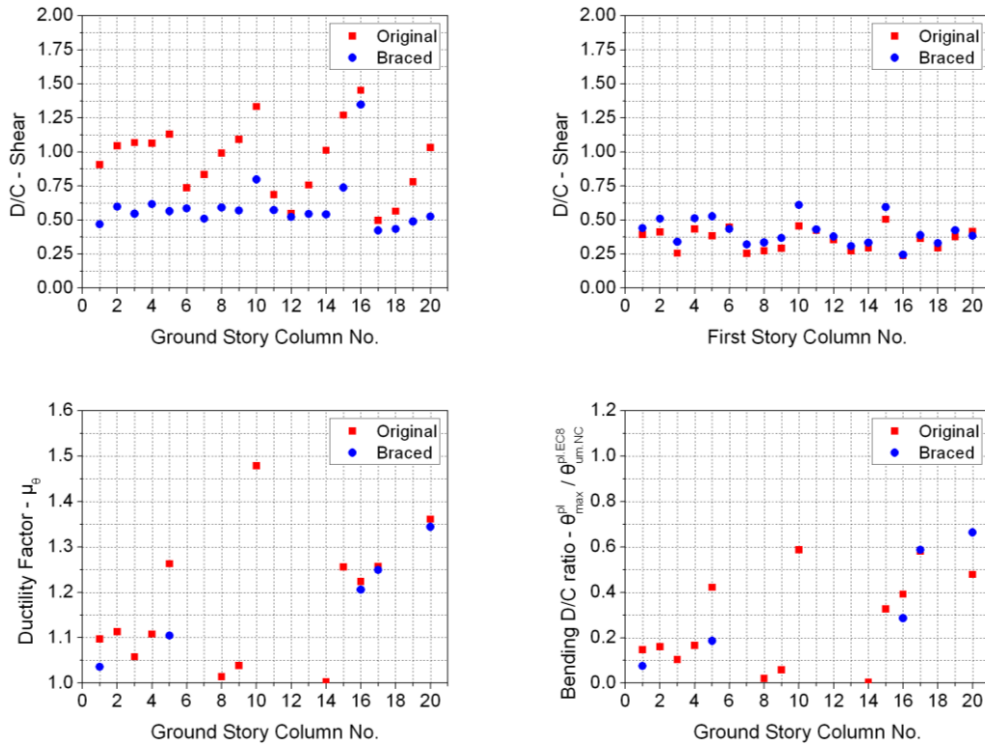 2.00
1.75
1.50
1.25
1.00
0.75
0.50
0.25
0.00
D/C - Shear
Original
Braced
0 2 4 6 8 10 12 14 16 18 20
Ground Story Column No.
2.00
1.75
1.50
1.25
1.00
0.75
0.50
0.25
0.00
D/C - Shear
Original
Braced
0 2 4 6 8 10 12 14 16 18 20
First Story Column No.
1.6
1.5
1.4
1.3
1.2
1.1
1.0
Ductility Factor - μθ
Original
Braced
0 2 4 6 8 10 12 14 16 18 20
Ground Story Column No.
1.2
1.0
0.8
0.6
0.4
0.2
0.0
Bending D/C ratio - θ^pl_max / θ^pl.EC8_um.NC
Original
Braced
0 2 4 6 8 10 12 14 16 18 20
Ground Story Column No.